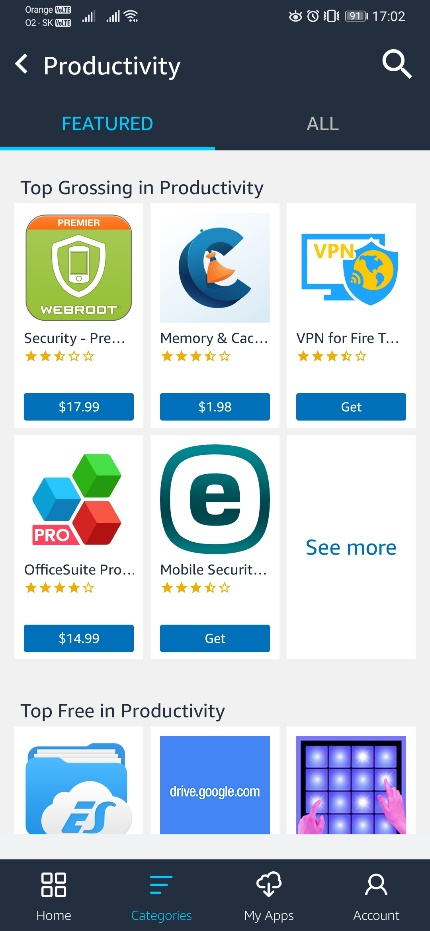 Orange VoLTE
O2 - SK VoLTE
91 17:02
Productivity
FEATURED
ALL
Top Grossing in Productivity
PREMIER
WEBROOT
VPN
Security - Pre...
Memory & Cac...
VPN for Fire T...
$17.99
$1.98
Get
PRO
e
See more
OfficeSuite Pro...
Mobile Securit...
$14.99
Get
Top Free in Productivity
ES
drive.google.com
Home
Categories
My Apps
Account